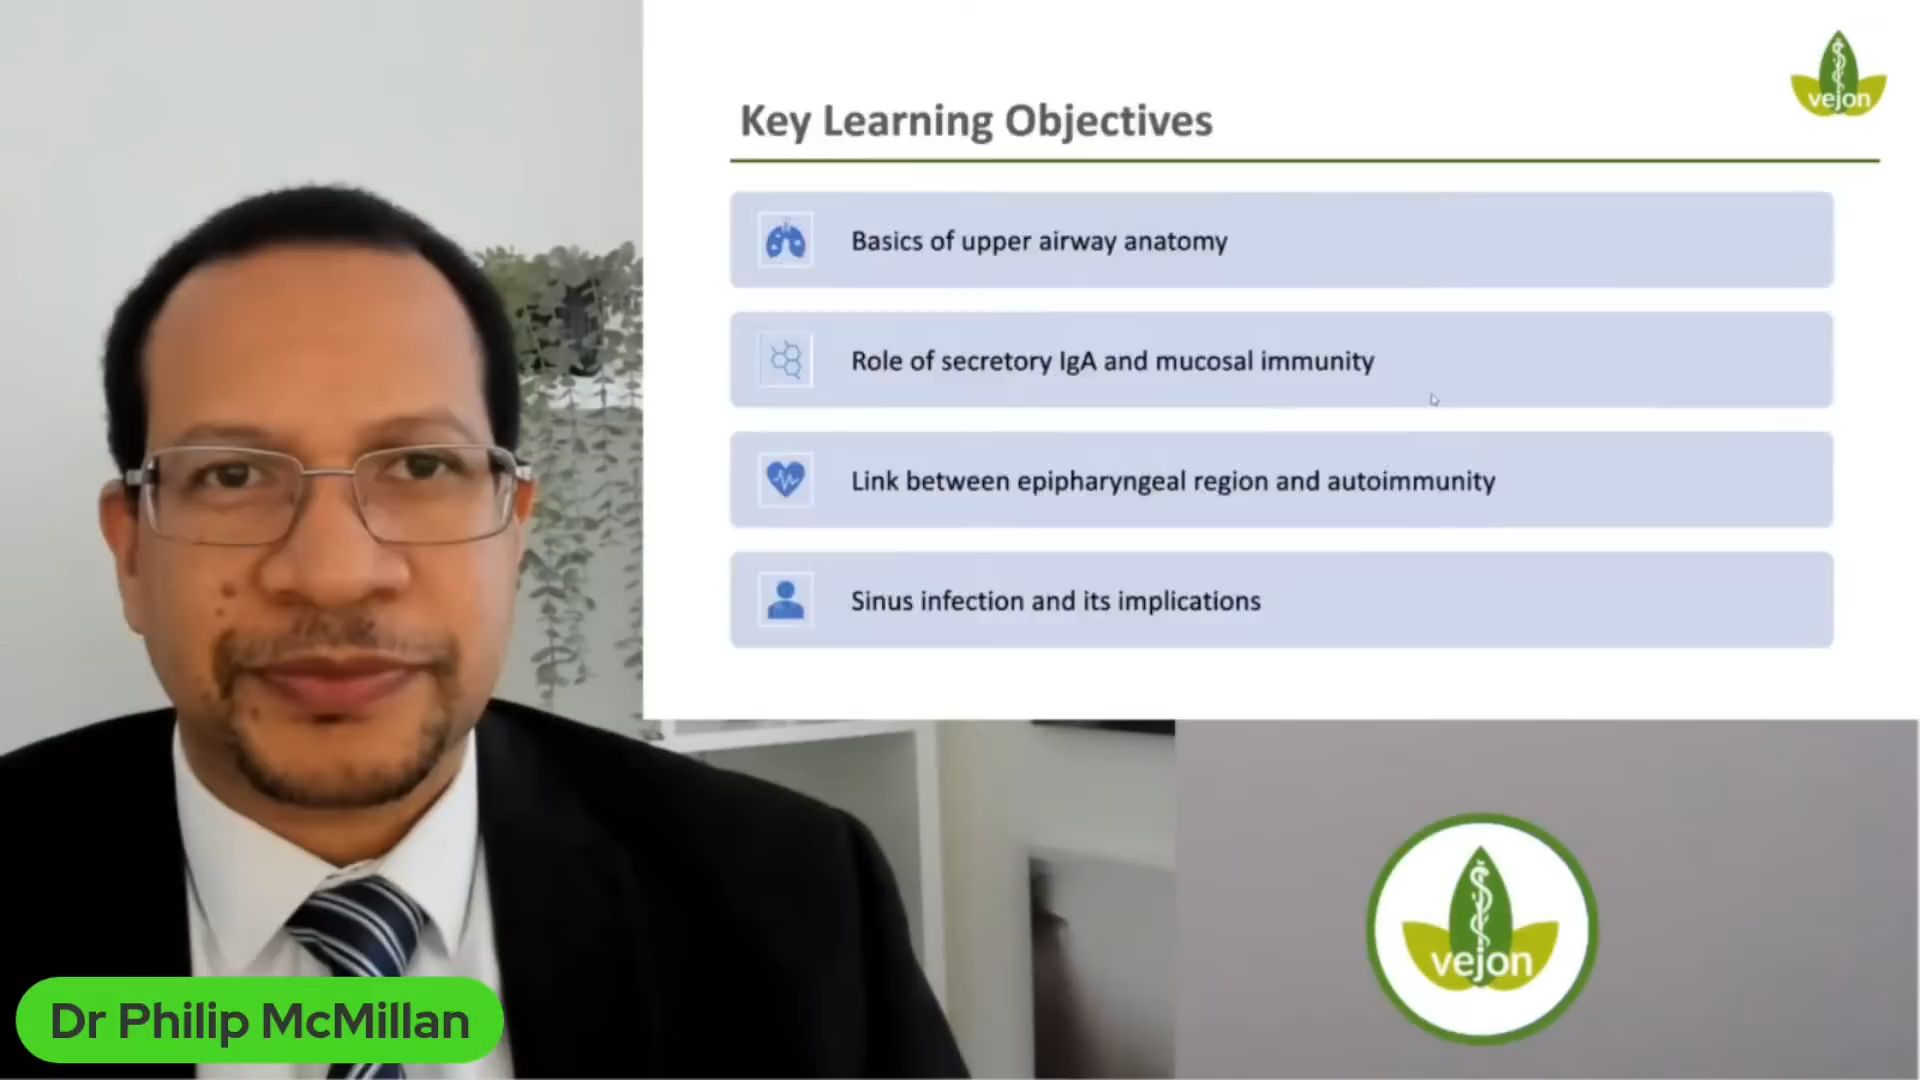 vejon
Key Learning Objectives
Basics of upper airway anatomy
Role of secretory IgA and mucosal immunity
Link between epipharyngeal region and autoimmunity
Sinus infection and its implications
vejon
Dr Philip McMillan